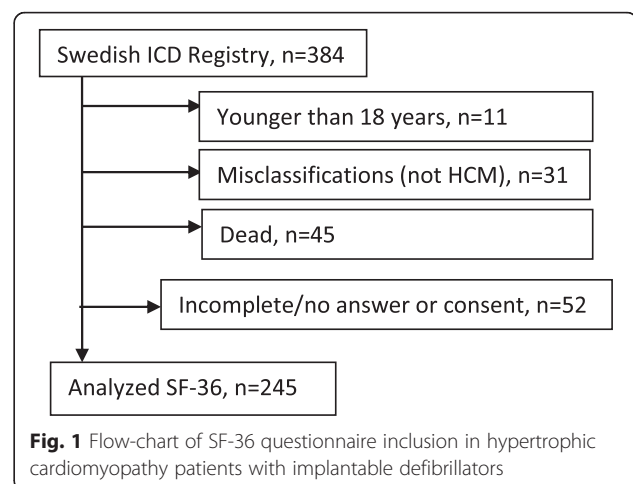 Swedish ICD Registry, n=384
Younger than 18 years, n=11
Misclassifications (not HCM), n=31
Dead, n=45
Incomplete/no answer or consent, n=52
Analyzed SF-36, n=245
Fig. 1 Flow-chart of SF-36 questionnaire inclusion in hypertrophic
cardiomyopathy patients with implantable defibrillators